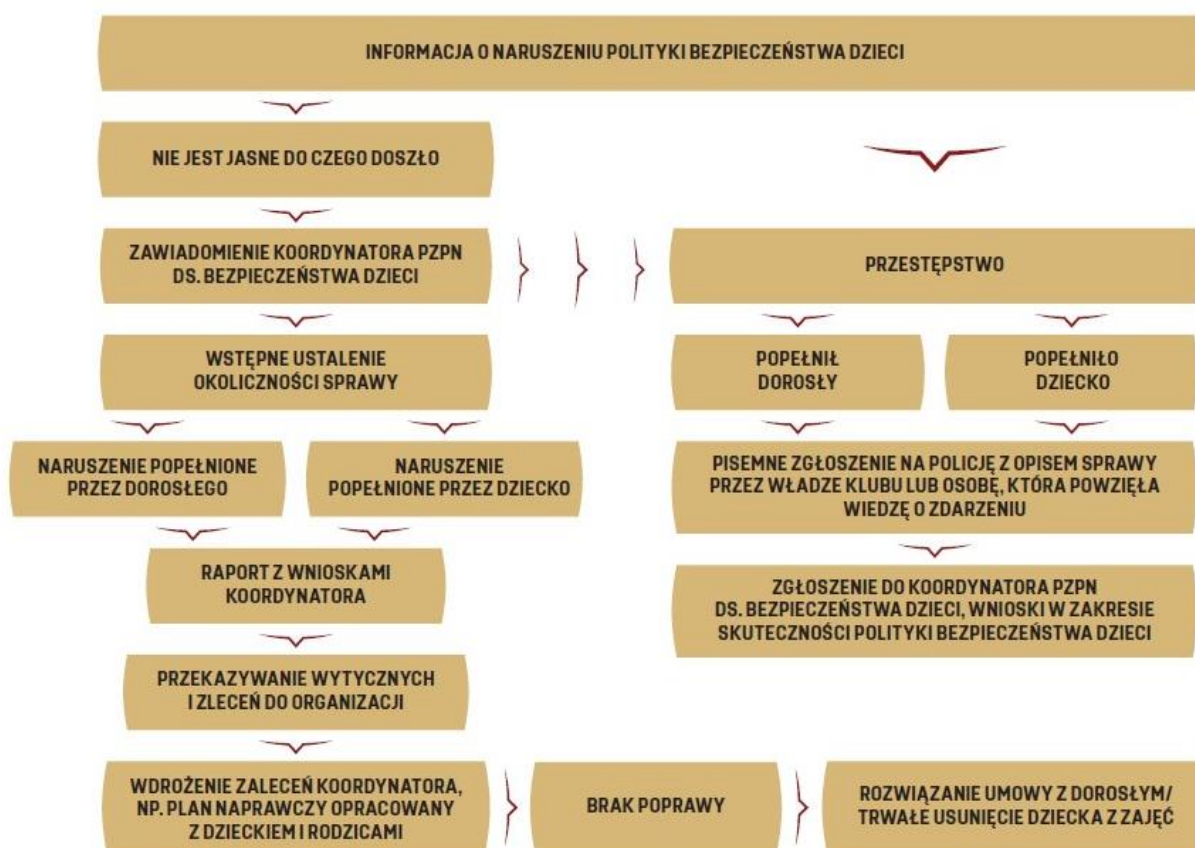 INFORMACJA O NARUSZENIU POLITYKI BEZPIECZEŃSTWA DZIECI
NIE JEST JASNE DO CZEGO DOSZŁO
ZAWIADOMIENIE KOORDYNATORA PZPN
DS. BEZPIECZEŃSTWA DZIECI
WSTĘPNE USTALENIE
OKOLICZNOŚCI SPRAWY
NARUSZENIE POPEŁNIONE
PRZEZ DOROSŁEGO
NARUSZENIE
POPEŁNIONE PRZEZ DZIECKO
RAPORT Z WNIOSKAMI
KOORDYNATORA
PRZEKAZYWANIE WYTYCZNYCH
I ZLECEŃ DO ORGANIZACJI
WDROŻENIE ZALECEŃ KOORDYNATORA,
NP. PLAN NAPRAWCZY OPRACOWANY
Z DZIECKIEM I RODZICAMI
BRAK POPRAWY
ROZWIĄZANIE UMOWY Z DOROSŁYM/
TRWAŁE USUNIĘCIE DZIECKA Z ZAJĘĆ
PRZESTĘPSTWO
POPEŁNIŁ
DOROSŁY
POPEŁNIŁO
DZIECKO
PISEMNE ZGŁOSZENIE NA POLICJĘ Z OPISEM SPRAWY
PRZEZ WŁADZE KLUBU LUB OSOBĘ, KTÓRA POWZIĘŁA
WIEDZĘ O ZDARZENIU
ZGŁOSZENIE DO KOORDYNATORA PZPN
DS. BEZPIECZEŃSTWA DZIECI, WNIOSKI W ZAKRESIE
SKUTECZNOŚCI POLITYKI BEZPIECZEŃSTWA DZIECI